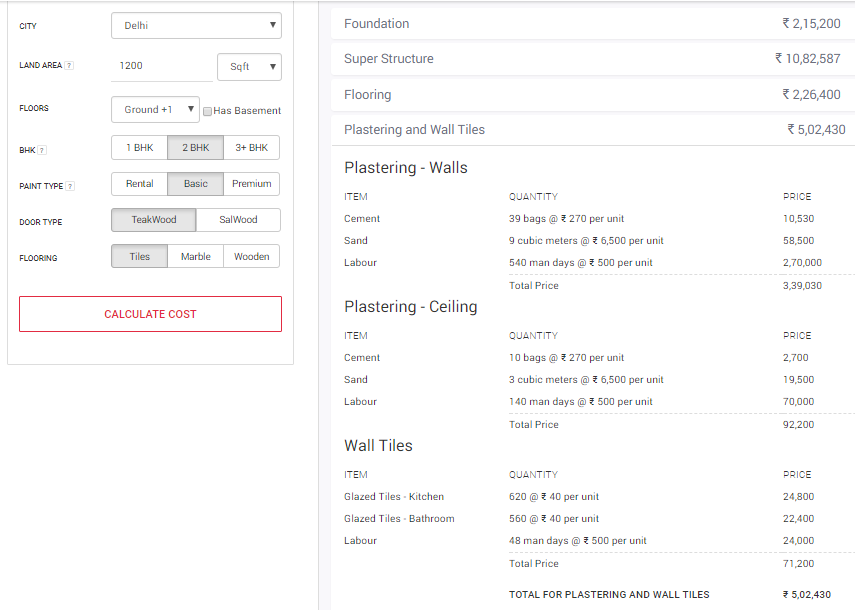 CITY
Delhi
LAND AREA ?
1200
Sqft
FLOORS
Ground +1
Has Basement
BHK ?
1 BHK
2 BHK
3+ BHK
PAINT TYPE ?
Rental
Basic
Premium
DOOR TYPE
TeakWood
SalWood
FLOORING
Tiles
Marble
Wooden
CALCULATE COST
Foundation ₹ 2,15,200
Super Structure ₹ 10,82,587
Flooring ₹ 2,26,400
Plastering and Wall Tiles ₹ 5,02,430
Plastering - Walls
ITEM QUANTITY PRICE
Cement 39 bags @ ₹ 270 per unit 10,530
Sand 9 cubic meters @ ₹ 6,500 per unit 58,500
Labour 540 man days @ ₹ 500 per unit 2,70,000
Total Price 3,39,030
Plastering - Ceiling
ITEM QUANTITY PRICE
Cement 10 bags @ ₹ 270 per unit 2,700
Sand 3 cubic meters @ ₹ 6,500 per unit 19,500
Labour 140 man days @ ₹ 500 per unit 70,000
Total Price 92,200
Wall Tiles
ITEM QUANTITY PRICE
Glazed Tiles - Kitchen 620 @ ₹ 40 per unit 24,800
Glazed Tiles - Bathroom 560 @ ₹ 40 per unit 22,400
Labour 48 man days @ ₹ 500 per unit 24,000
Total Price 71,200
TOTAL FOR PLASTERING AND WALL TILES ₹ 5,02,430